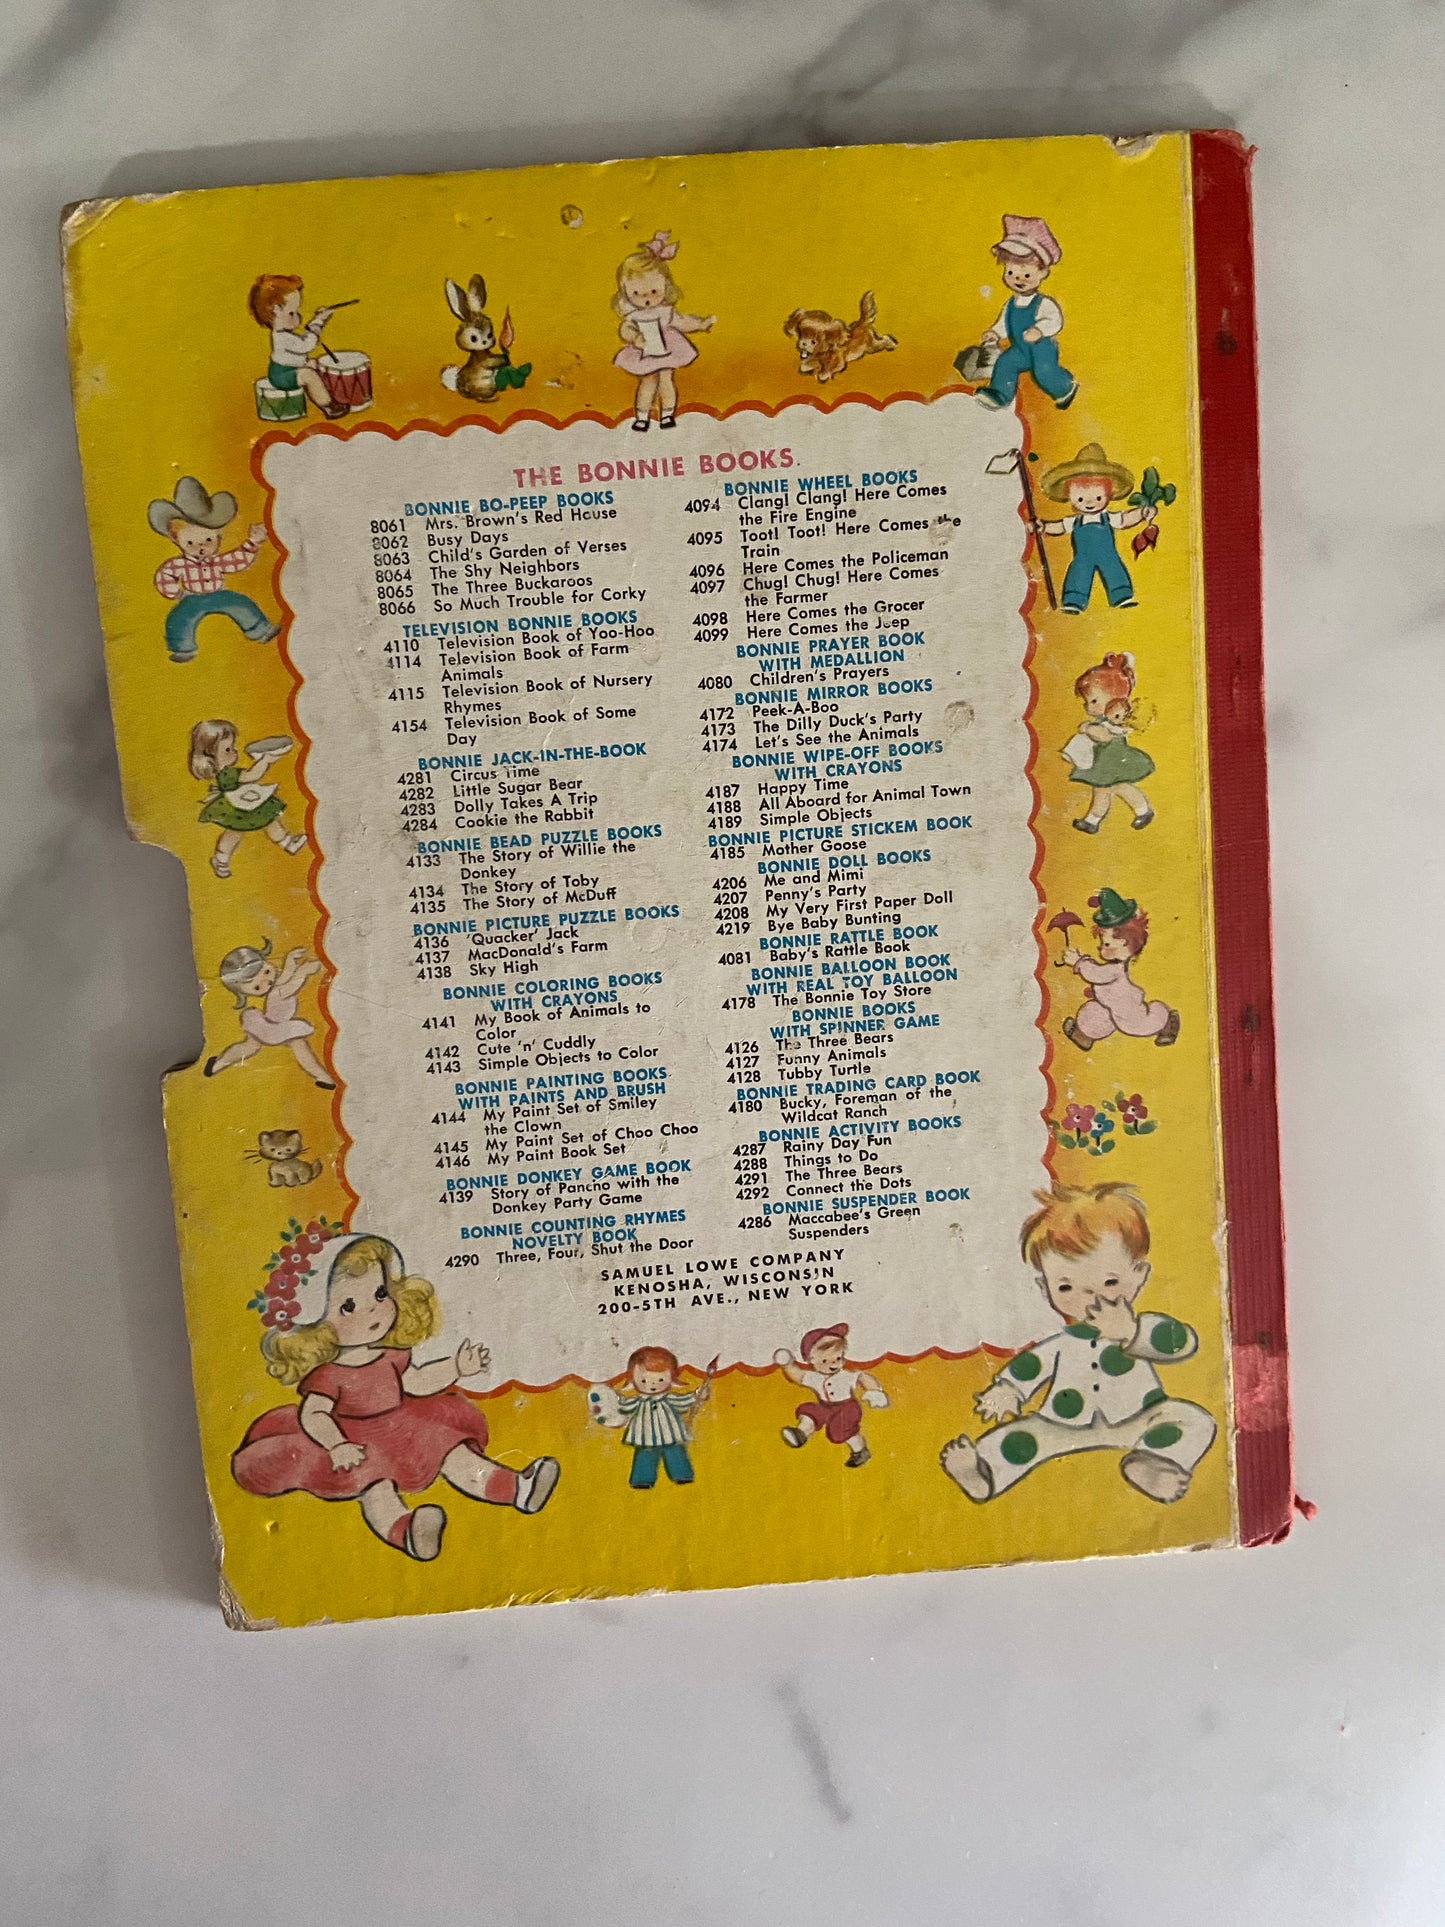 THE BONNIE BOOKS
BONNIE BO-PEEP BOOKS
8061 Mrs. Brown's Red House
8062 Busy Days
8063 Child's Garden of Verses
8064 The Shy Neighbors
8065 The Three Buckaroos
8066 So Much Trouble for Corky
TELEVISION BONNIE BOOKS
4110 Television Book of Yoo-Hoo
4114 Television Book of Farm
Animals
4115 Television Book of Nursery
Rhymes
4154 Television Book of Some
Day
BONNIE JACK-IN-THE-BOOK
4281 Circus Time
4282 Little Sugar Bear
4283 Dolly Takes A Trip
4284 Cookie the Rabbit
BONNIE BEAD PUZZLE BOOKS
4133 The Story of Willie the
Donkey
4134 The Story of Toby
4135 The Story of McDuff
BONNIE PICTURE PUZZLE BOOKS
4136 'Quacker' Jack
4137 MacDonald's Farm
4138 Sky High
BONNIE COLORING BOOKS
WITH CRAYONS
4141 My Book of Animals to
Color
4142 Cute 'n' Cuddly
4143 Simple Objects to Color
BONNIE PAINTING BOOKS
WITH PAINTS AND BRUSH
4144 My Paint Set of Smiley
the Clown
4145 My Paint Set of Choo Choo
4146 My Paint Book Set
BONNIE DONKEY GAME BOOK
4139 Story of Pancho with the
Donkey Party Game
BONNIE COUNTING RHYMES
NOVELTY BOOK
4290 Three, Four, Shut the Door
BONNIE WHEEL BOOKS
4094 Clang! Clang! Here Comes
the Fire Engine
4095 Toot! Toot! Here Comes the
Train
4096 Here Comes the Policeman
4097 Chug! Chug! Here Comes
the Farmer
4098 Here Comes the Grocer
4099 Here Comes the Jeep
BONNIE PRAYER BOOK
WITH MEDALLION
4080 Children's Prayers
BONNIE MIRROR BOOKS
4172 Peek-A-Boo
4173 The Dilly Duck's Party
4174 Let's See the Animals
BONNIE WIPE-OFF BOOKS
WITH CRAYONS
4187 Happy Time
4188 All Aboard for Animal Town
4189 Simple Objects
BONNIE PICTURE STICKEM BOOK
4185 Mother Goose
BONNIE DOLL BOOKS
4206 Me and Mimi
4207 Penny's Party
4208 My Very First Paper Doll
4219 Bye Baby Bunting
BONNIE RATTLE BOOK
4081 Baby's Rattle Book
BONNIE BALLOON BOOK
WITH REAL TOY BALLOON
4178 The Bonnie Toy Store
BONNIE BOOKS
WITH SPINNER GAME
4126 The Three Bears
4127 Funny Animals
4128 Tubby Turtle
BONNIE TRADING CARD BOOK
4180 Bucky, Foreman of the
Wildcat Ranch
BONNIE ACTIVITY BOOKS
4287 Rainy Day Fun
4288 Things to Do
4291 The Three Bears
4292 Connect the Dots
BONNIE SUSPENDER BOOK
4286 Maccabee's Green
Suspenders
SAMUEL LOWE COMPANY
KENOSHA, WISCONSIN
200-5TH AVE., NEW YORK